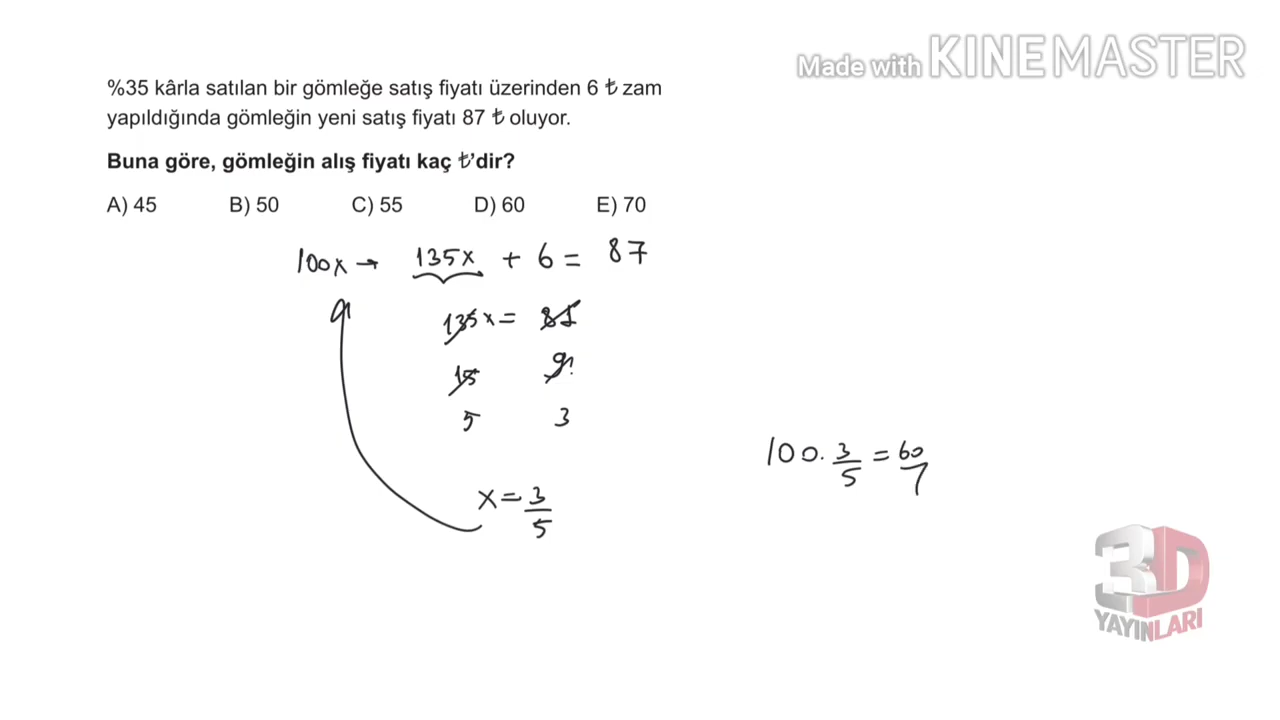 Made with KINEMASTER
%35 kârla satılan bir gömleğe satış fiyatı üzerinden 6 ₺ zam
yapıldığında gömleğin yeni satış fiyatı 87 ₺ oluyor.
Buna göre, gömleğin alış fiyatı kaç ₺'dir?
A) 45 B) 50 C) 55 D) 60 E) 70
100x → 135x + 6 = 87
135x = 81
15 9
5 3
x = 3/5
100. 3/5 = 60
3D
YAYINLARI